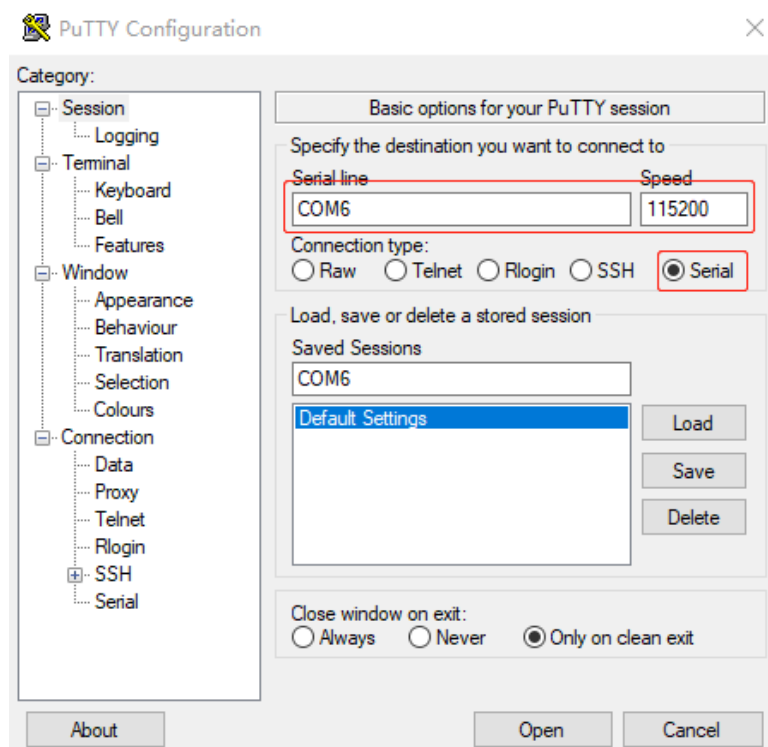 PuTTY Configuration
Category:
Session
Logging
Terminal
Keyboard
Bell
Features
Window
Appearance
Behaviour
Translation
Selection
Colours
Connection
Data
Proxy
Telnet
Rlogin
SSH
Serial
Basic options for your PuTTY session
Specify the destination you want to connect to
Serial line Speed
COM6 115200
Connection type:
Raw Telnet Rlogin SSH Serial
Load, save or delete a stored session
Saved Sessions
COM6
Default Settings
Load
Save
Delete
Close window on exit:
Always Never Only on clean exit
About Open Cancel